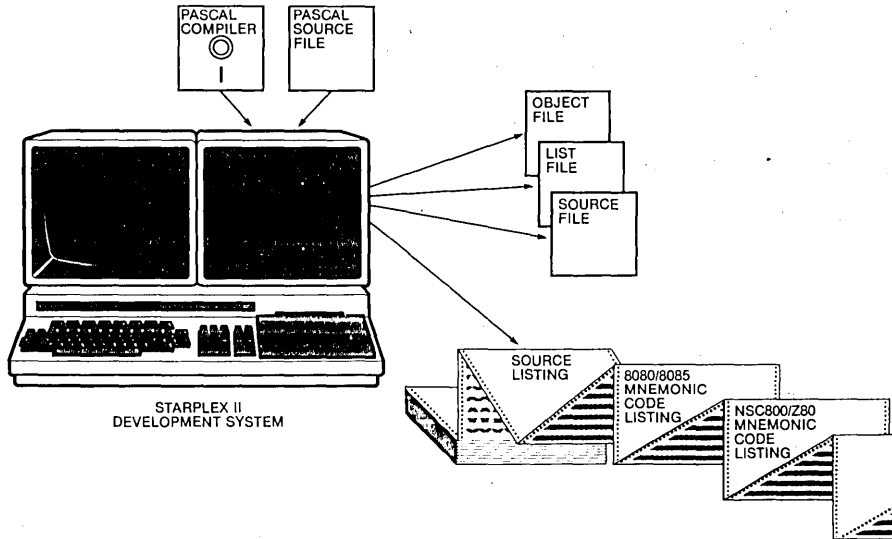 PASCAL
COMPILER
PASCAL
SOURCE
FILE
OBJECT
FILE
LIST
FILE
SOURCE
FILE
STARPLEX II
DEVELOPMENT SYSTEM
SOURCE
LISTING
8080/8085
MNEMONIC
CODE
LISTING
NSC800/Z80
MNEMONIC
CODE
LISTING